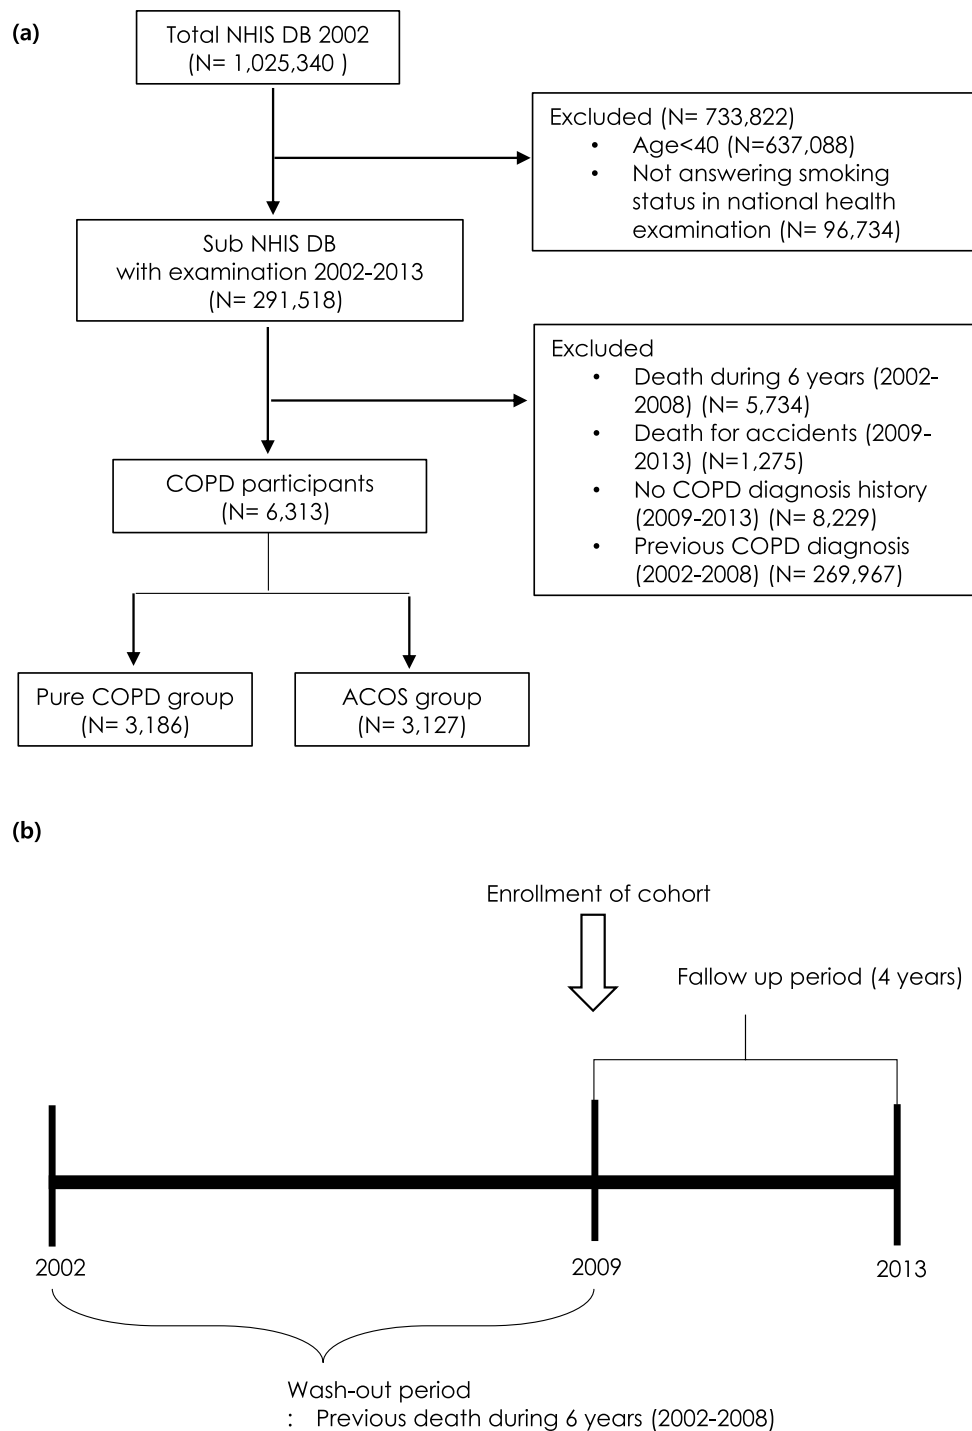 (a)
Total NHIS DB 2002
(N= 1,025,340 )
Excluded (N= 733,822)
• Age<40 (N=637,088)
• Not answering smoking
status in national health
examination (N= 96,734)
Sub NHIS DB
with examination 2002-2013
(N= 291,518)
Excluded
• Death during 6 years (2002-
2008) (N= 5,734)
• Death for accidents (2009-
2013) (N=1,275)
• No COPD diagnosis history
(2009-2013) (N= 8,229)
• Previous COPD diagnosis
(2002-2008) (N= 269,967)
COPD participants
(N= 6,313)
Pure COPD group
(N= 3,186)
ACOS group
(N= 3,127)
(b)
Enrollment of cohort
Fallow up period (4 years)
2002
2009
2013
Wash-out period
: Previous death during 6 years (2002-2008)